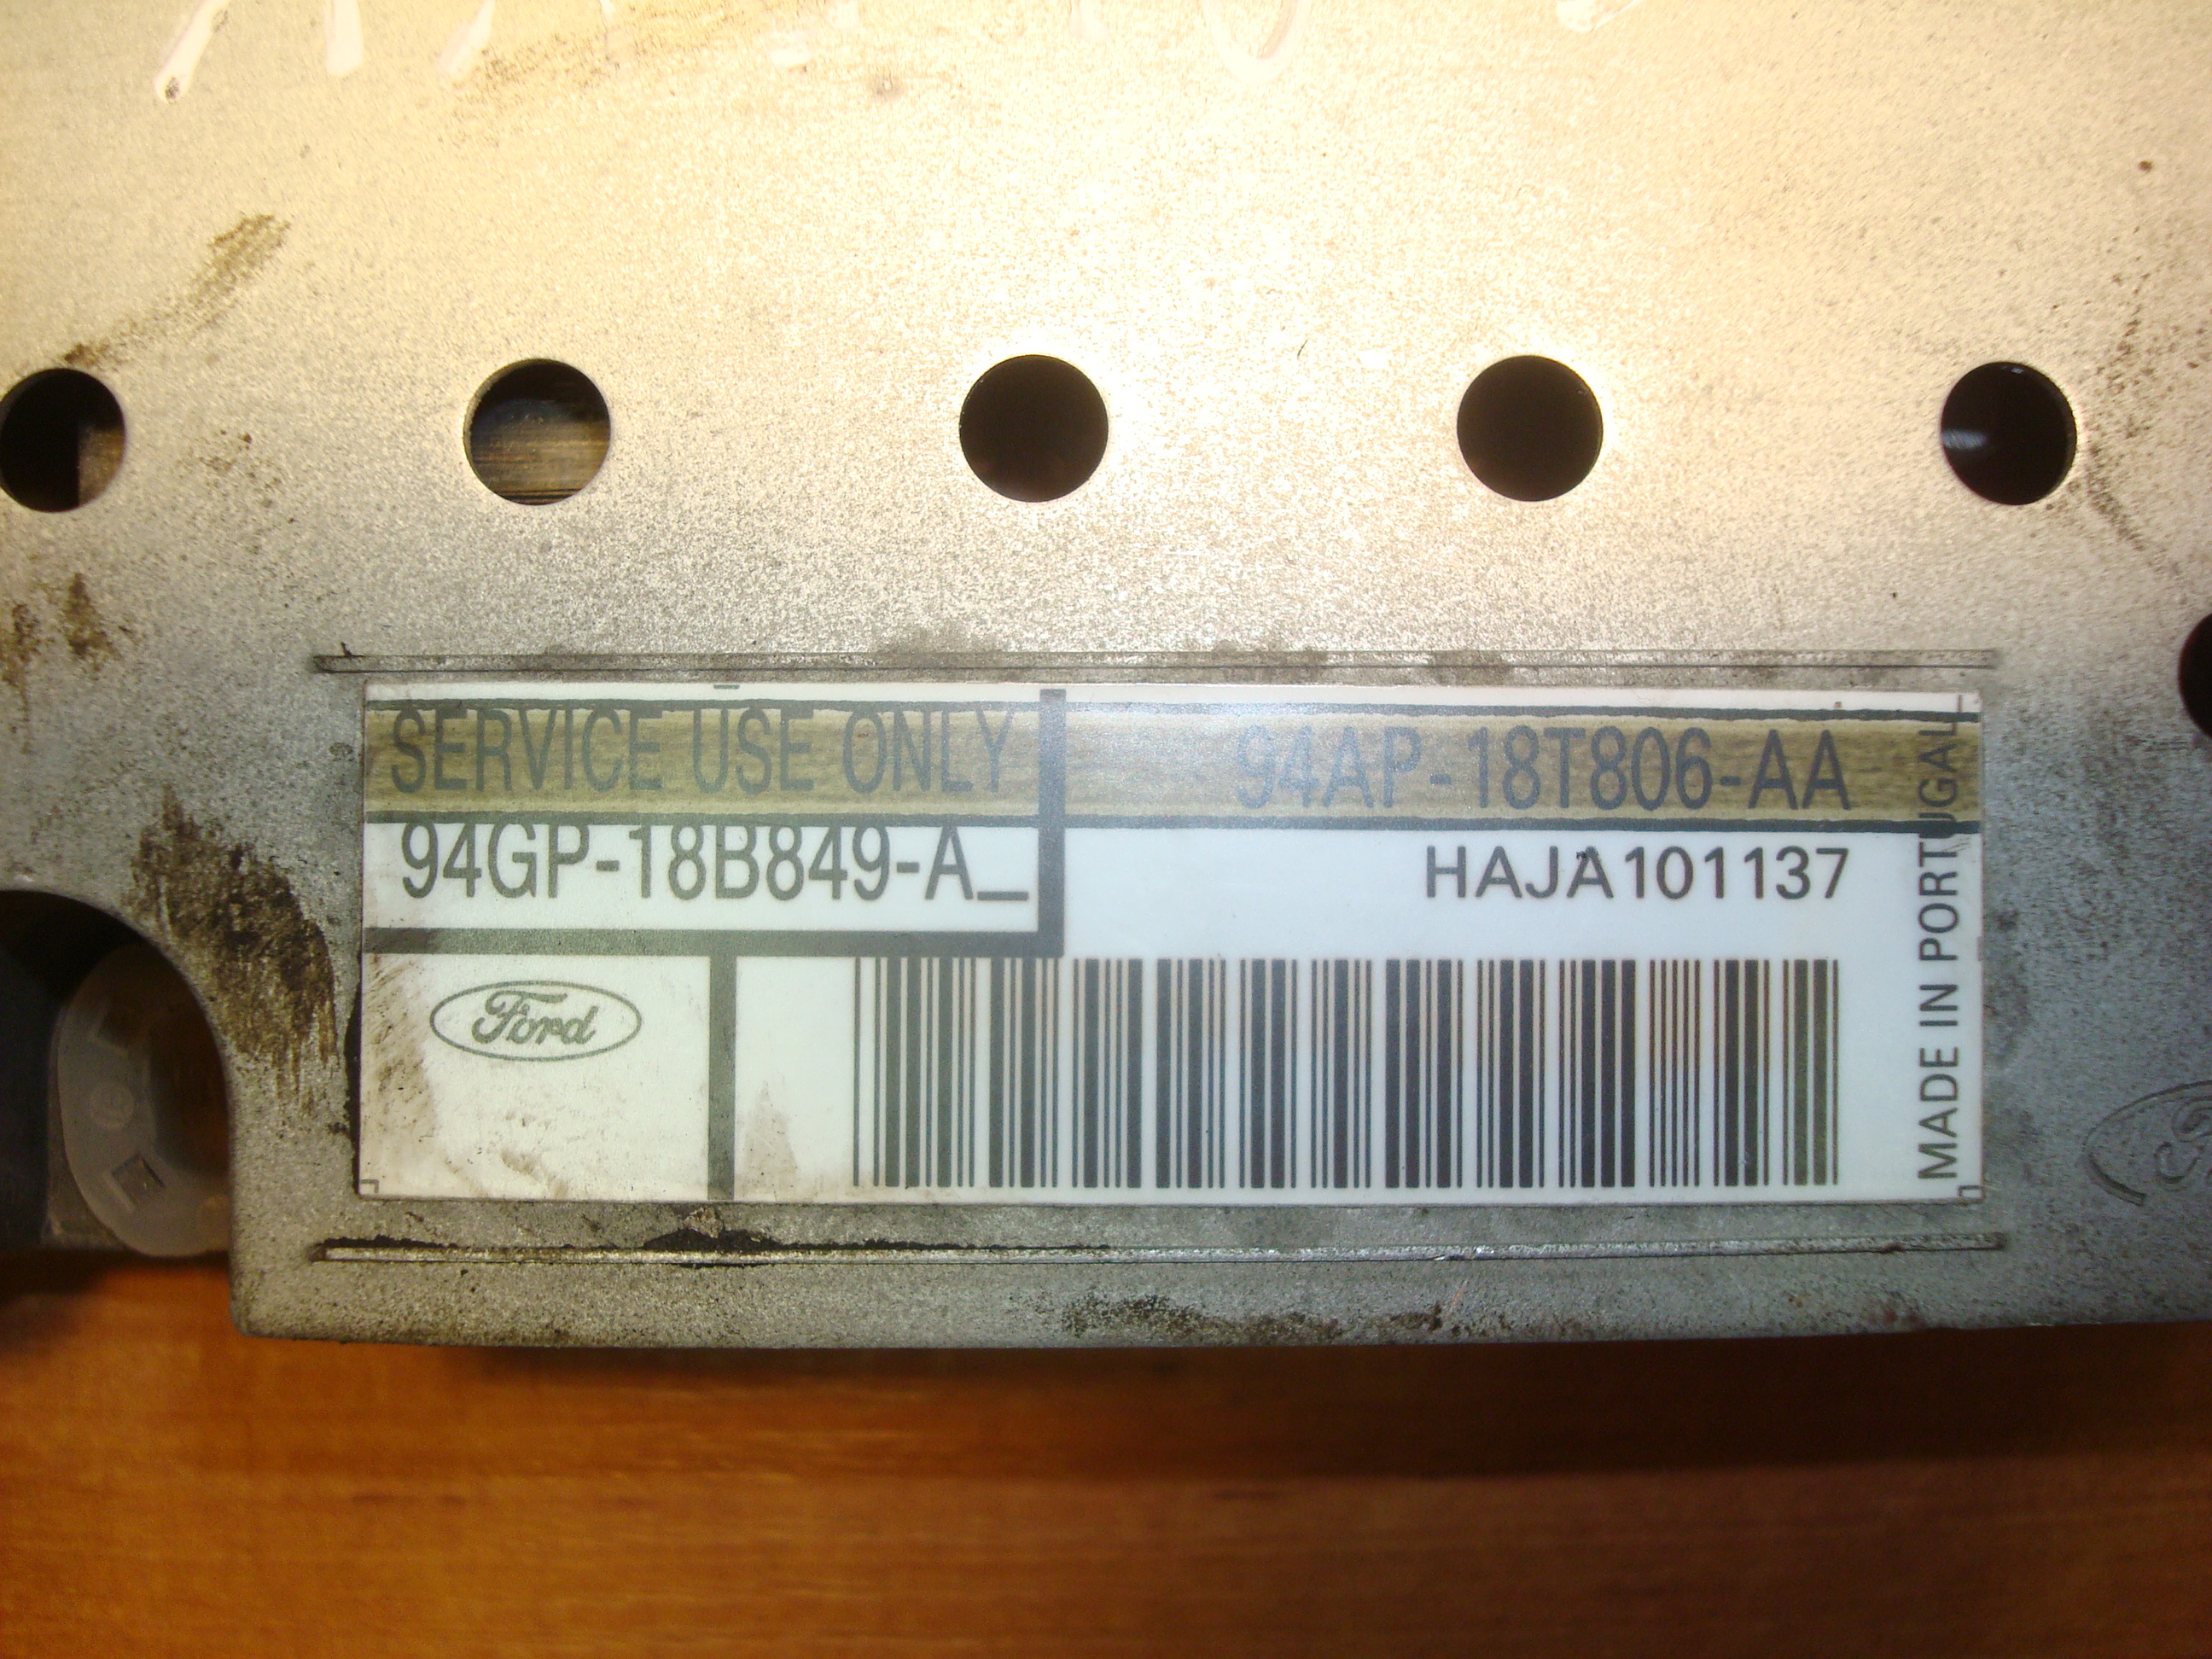 SERVICE USE ONLY
94GP-18B849-A_
94AP-18T806-AA
HAJA101137
Ford
MADE IN PORTUGAL